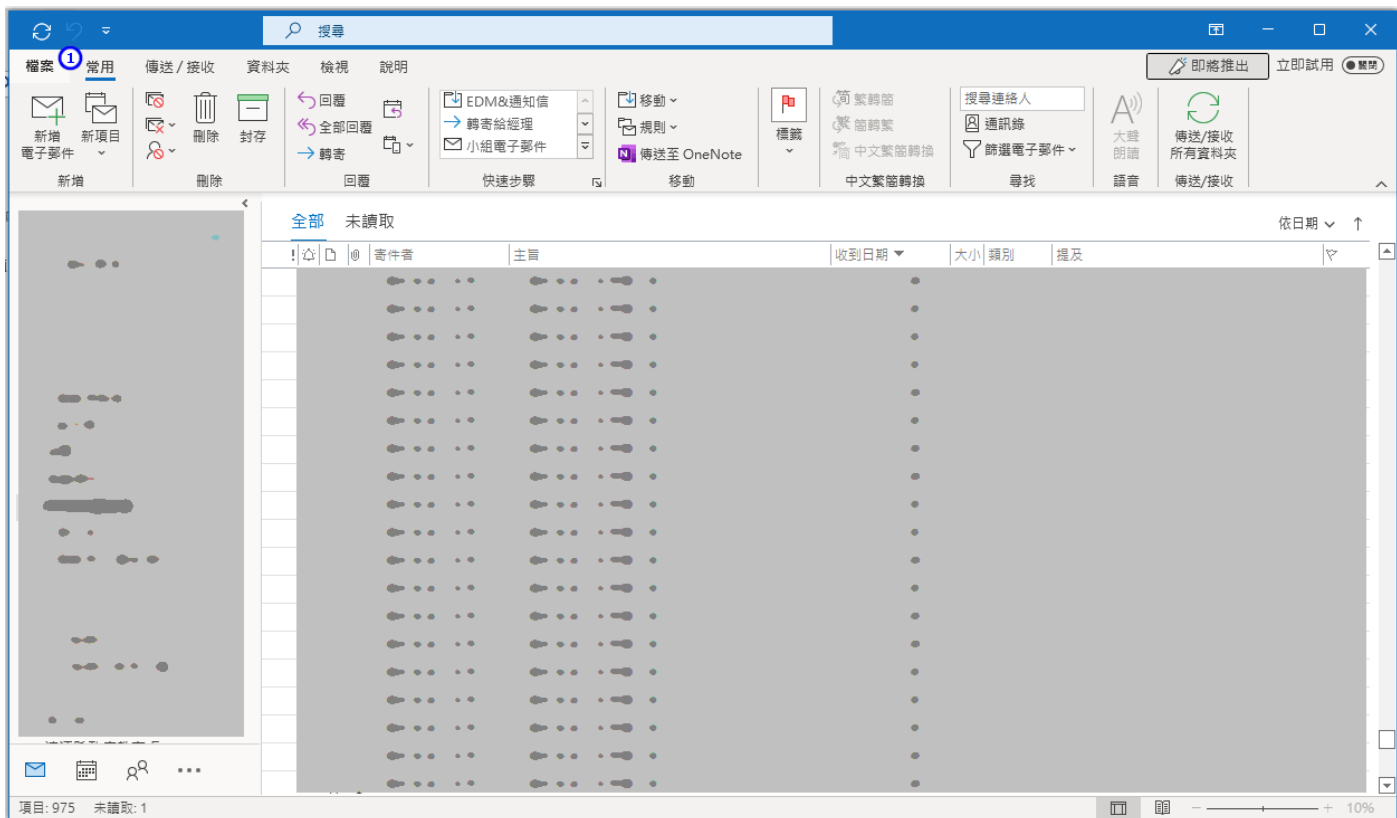 搜尋
檔案 1 常用 傳送 / 接收 資料夾 檢視 說明 即將推出 立即試用 關閉
新增
電子郵件
新項目
刪除
封存
回覆
全部回覆
轉寄
EDM&通知信
轉寄給經理
小組電子郵件
移動
規則
傳送至 OneNote
標籤
繁轉簡
簡轉繁
中文繁簡轉換
搜尋連絡人
通訊錄
篩選電子郵件
大聲
朗讀
傳送/接收
所有資料夾
新增 刪除 回覆 快速步驟 移動 中文繁簡轉換 尋找 語音 傳送/接收
全部 未讀取 依日期
! 寄件者 主旨 收到日期 大小 類別 提及
項目: 975 未讀取: 1 10%